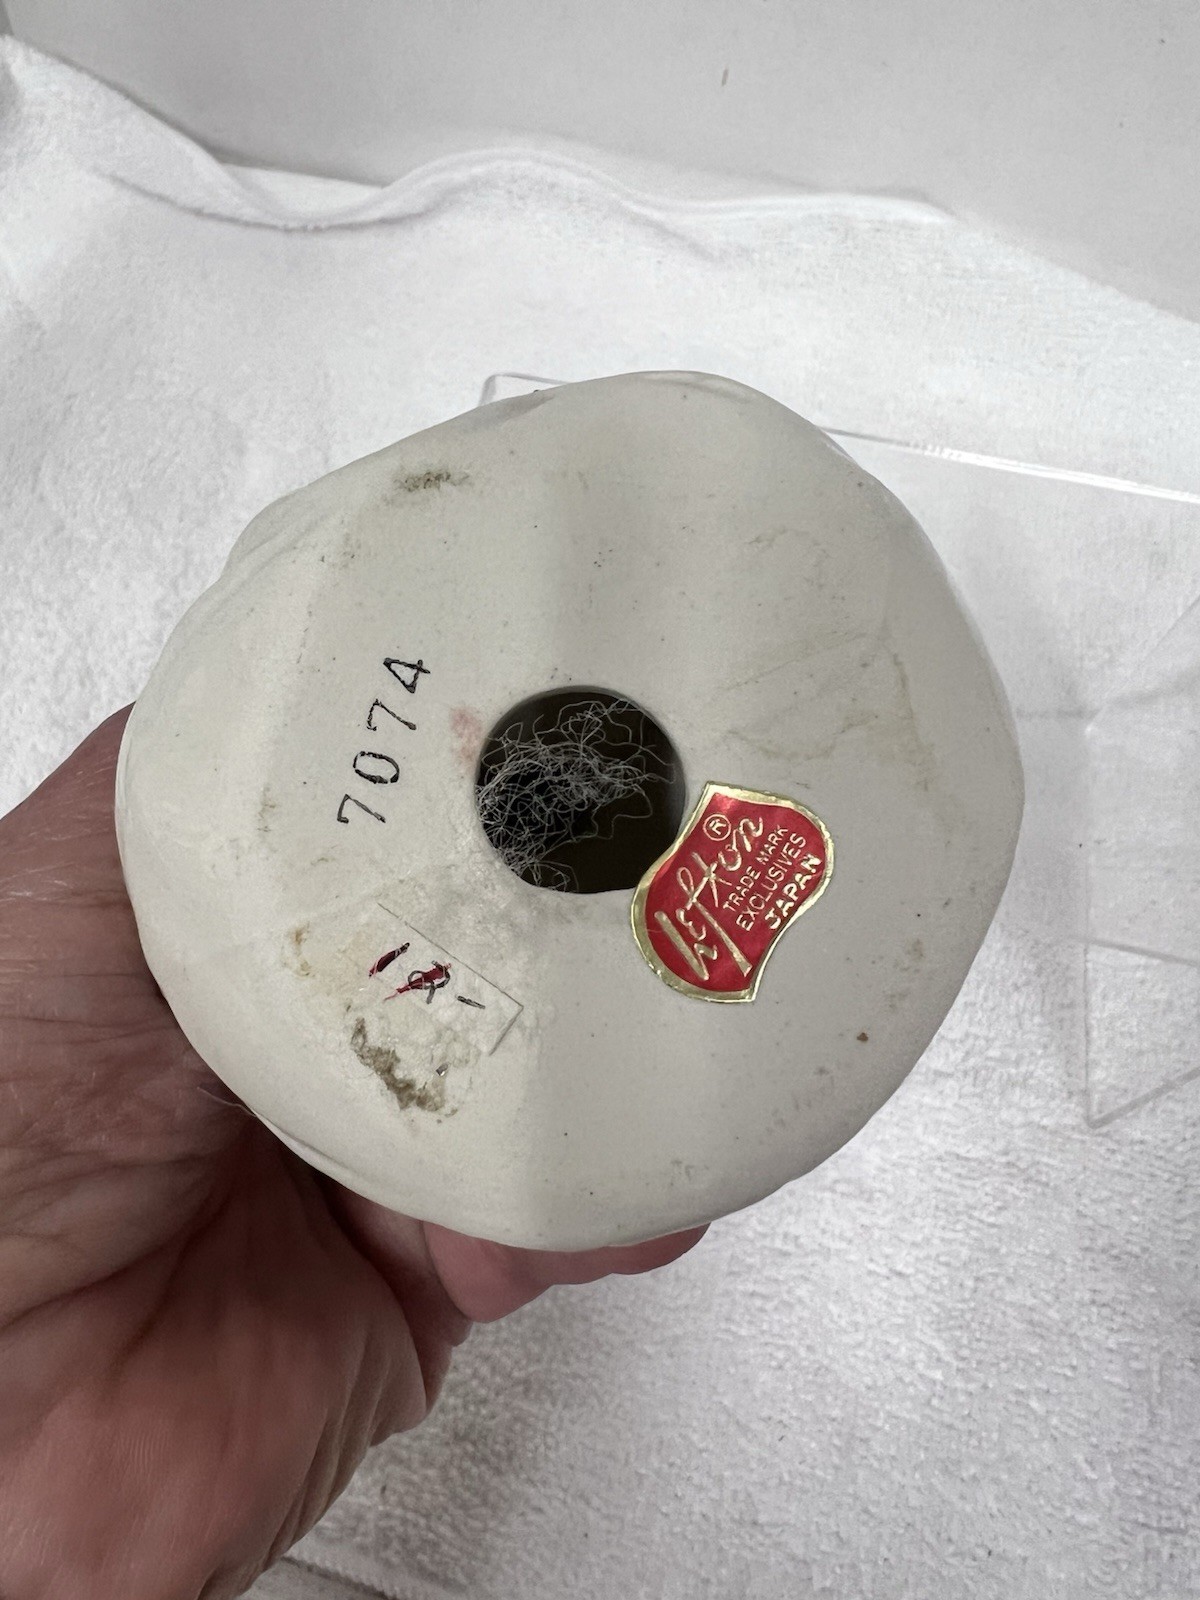 7074
Lefton ®
TRADE MARK
EXCLUSIVES
JAPAN